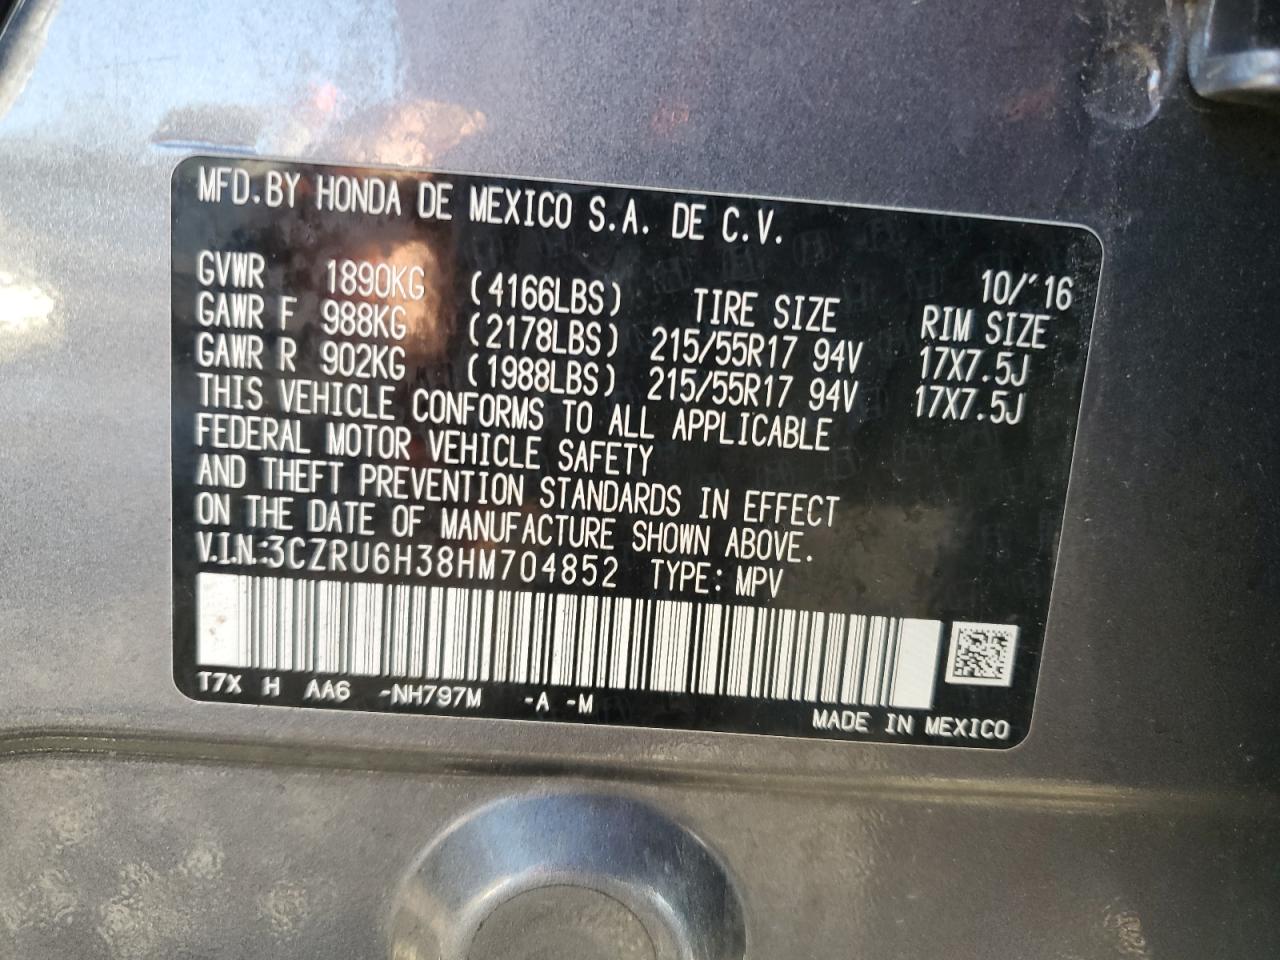 MFD.BY HONDA DE MEXICO S.A. DE C.V.
10/'16
GVWR 1890KG (4166LBS) TIRE SIZE RIM SIZE
GAWR F 988KG (2178LBS) 215/55R17 94V 17X7.5J
GAWR R 902KG (1988LBS) 215/55R17 94V 17X7.5J
THIS VEHICLE CONFORMS TO ALL APPLICABLE
FEDERAL MOTOR VEHICLE SAFETY
AND THEFT PREVENTION STANDARDS IN EFFECT
ON THE DATE OF MANUFACTURE SHOWN ABOVE.
V.I.N.:3CZRU6H38HM704852 TYPE: MPV
T7X H AA6 -NH797M -A -M
MADE IN MEXICO